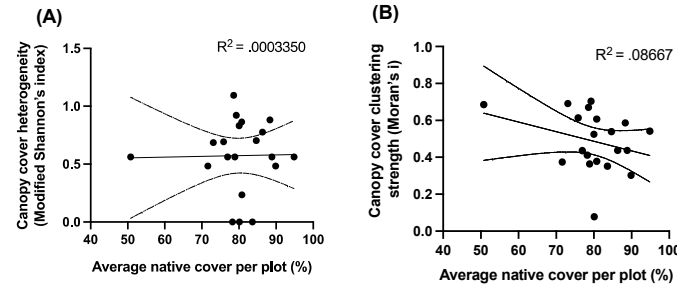 (A)
R² = .0003350
Canopy cover heterogeneity
(Modified Shannon's index)
1.5
1.0
0.5
0.0
40 50 60 70 80 90 100
Average native cover per plot (%)
(B)
R² = .08667
Canopy cover clustering
strength (Moran's i)
1.0
0.8
0.6
0.4
0.2
0.0
40 50 60 70 80 90 100
Average native cover per plot (%)